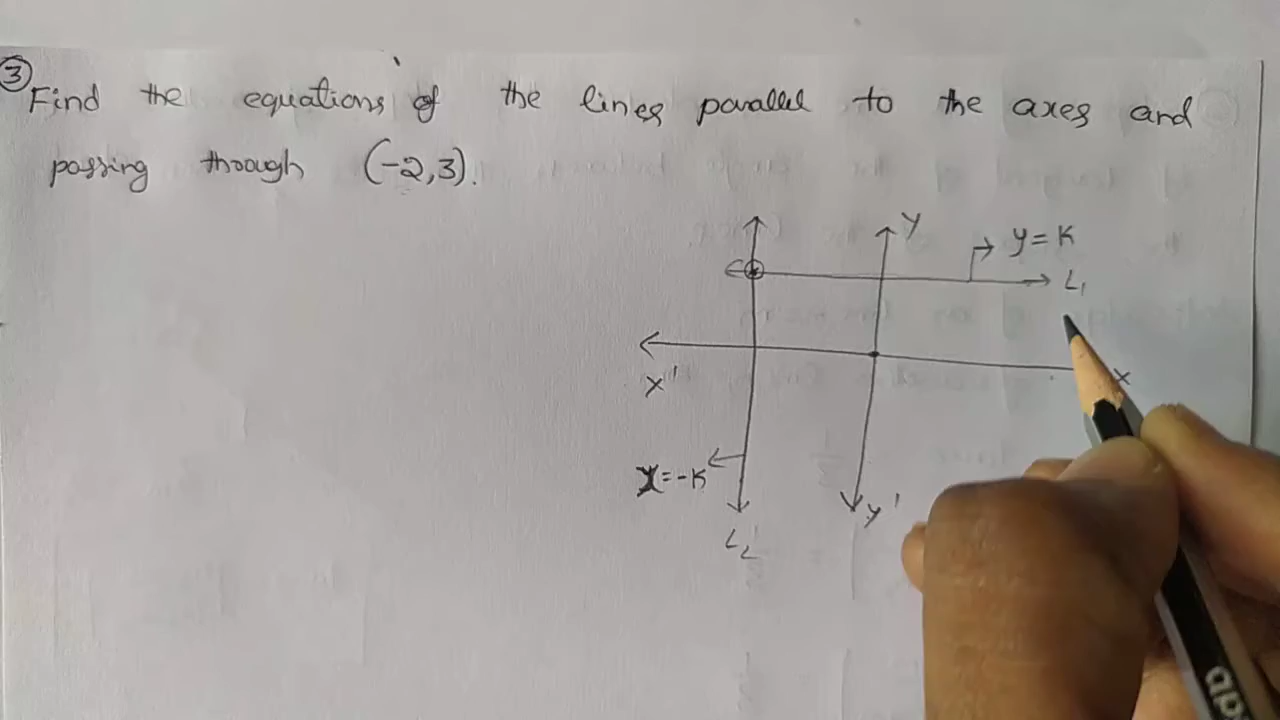 ③
Find the equations of the lines parallel to the axes and
passing through (-2,3).
y
y=K
L₁
x'
x
x=-K
y'
L₂